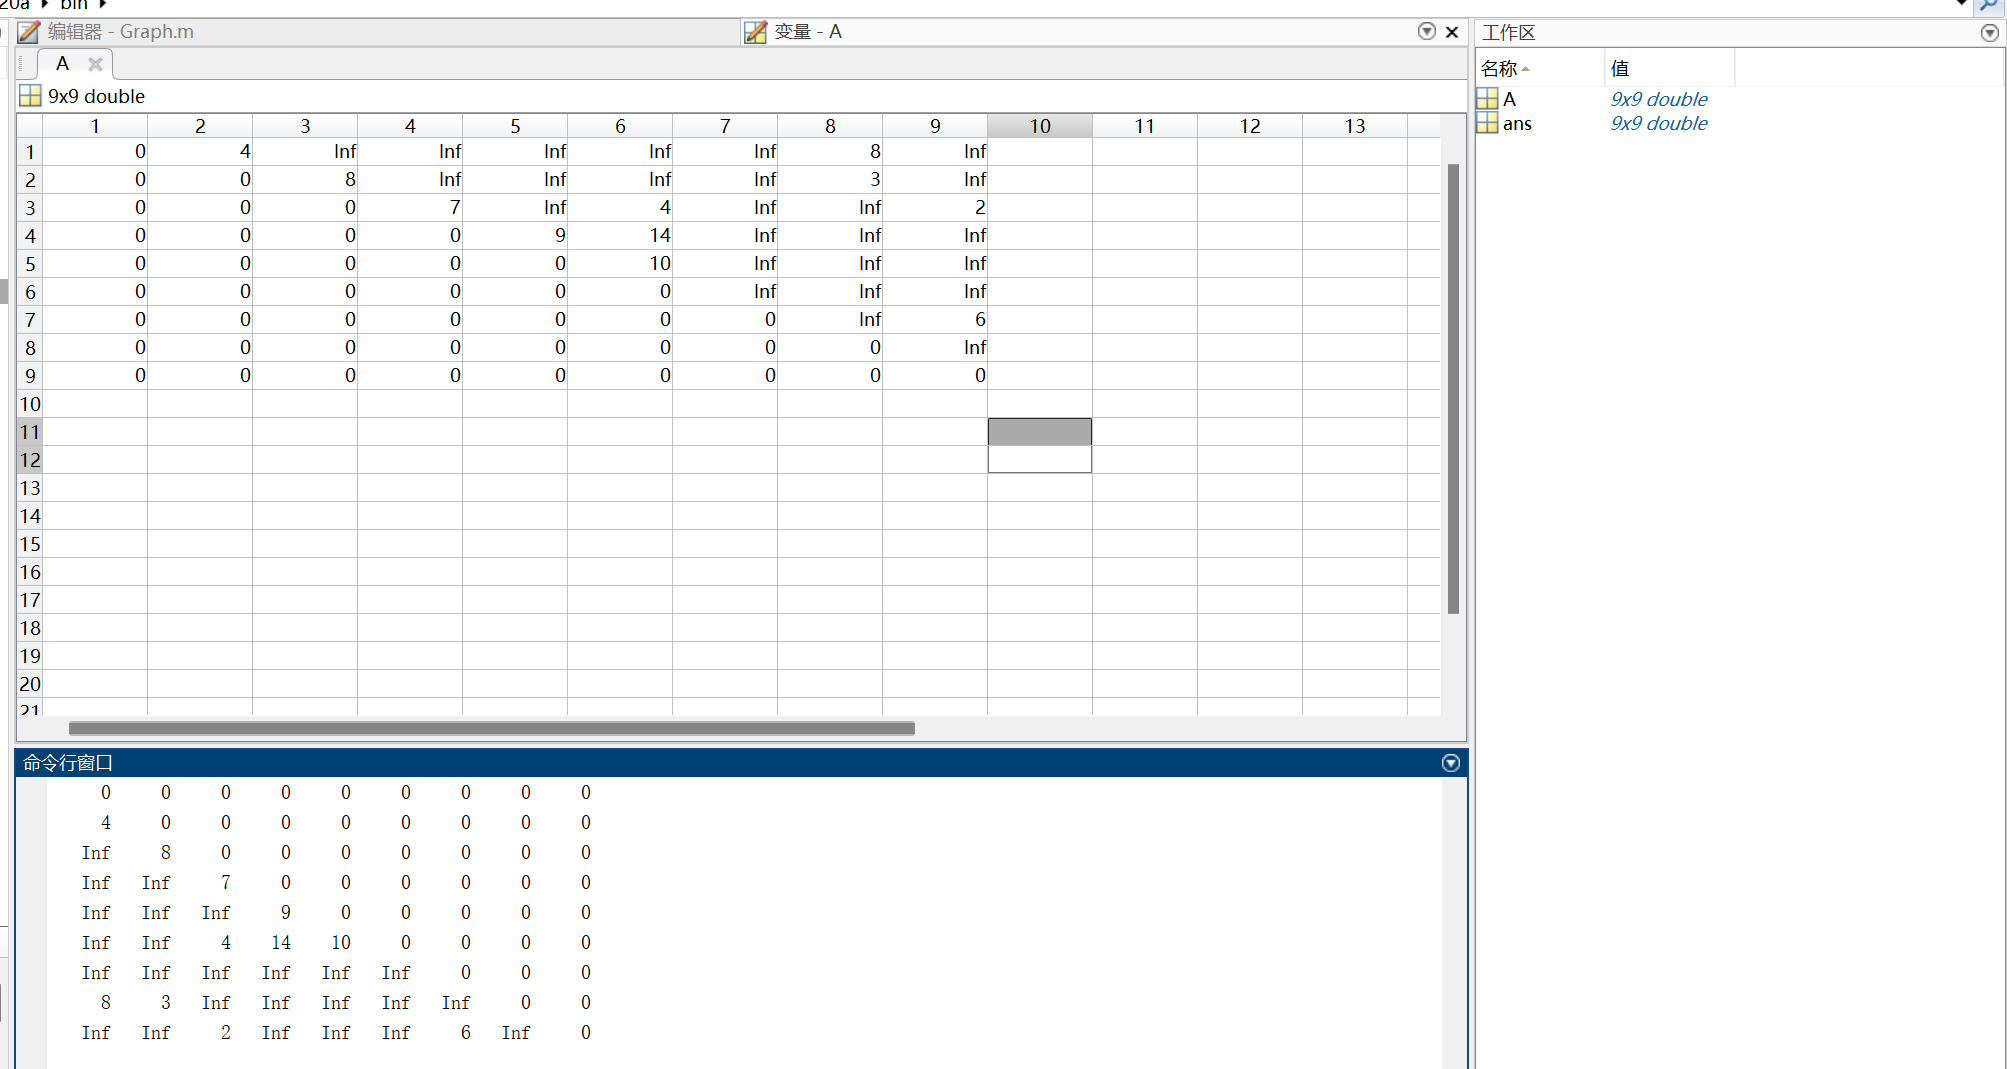 20a ▸ bin ▸
编辑器 - Graph.m
变量 - A
工作区
A
名称 值
9x9 double
A 9x9 double
ans 9x9 double
1 2 3 4 5 6 7 8 9 10 11 12 13
1 0 4 Inf Inf Inf Inf Inf 8 Inf
2 0 0 8 Inf Inf Inf Inf 3 Inf
3 0 0 0 7 Inf 4 Inf Inf 2
4 0 0 0 0 9 14 Inf Inf Inf
5 0 0 0 0 0 10 Inf Inf Inf
6 0 0 0 0 0 0 Inf Inf Inf
7 0 0 0 0 0 0 0 Inf 6
8 0 0 0 0 0 0 0 0 Inf
9 0 0 0 0 0 0 0 0 0
10
11
12
13
14
15
16
17
18
19
20
21
命令行窗口
0 0 0 0 0 0 0 0 0
4 0 0 0 0 0 0 0 0
Inf 8 0 0 0 0 0 0 0
Inf Inf 7 0 0 0 0 0 0
Inf Inf Inf 9 0 0 0 0 0
Inf Inf 4 14 10 0 0 0 0
Inf Inf Inf Inf Inf Inf 0 0 0
8 3 Inf Inf Inf Inf Inf 0 0
Inf Inf 2 Inf Inf Inf 6 Inf 0